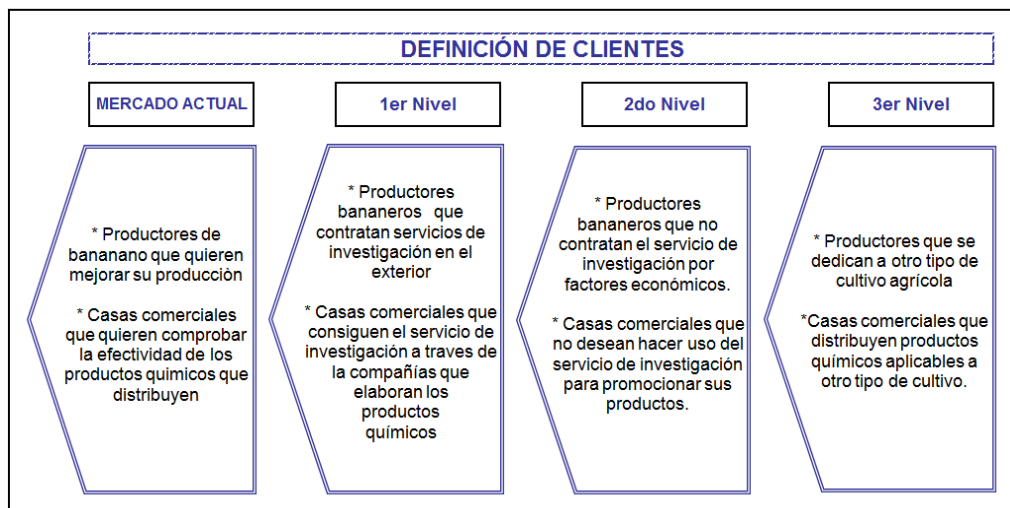 DEFINICIÓN DE CLIENTES
MERCADO ACTUAL
1er Nivel
2do Nivel
3er Nivel
* Productores de
bananano que quieren
mejorar su producciòn
* Casas comerciales
que quieren comprobar
la efectividad de los
productos quimicos que
distribuyen
* Productores
bananeros que
contratan servicios de
investigación en el
exterior
* Casas comerciales que
consiguen el servicio de
investigación a traves de
la compañías que
elaboran los
productos
químicos
* Productores
bananeros que no
contratan el servicio de
investigación por
factores económicos.
* Casas comerciales que
no desean hacer uso del
servicio de investigación
para promocionar sus
productos.
* Productores que se
dedican a otro tipo de
cultivo agrícola
*Casas comerciales que
distribuyen productos
químicos aplicables a
otro tipo de cultivo.